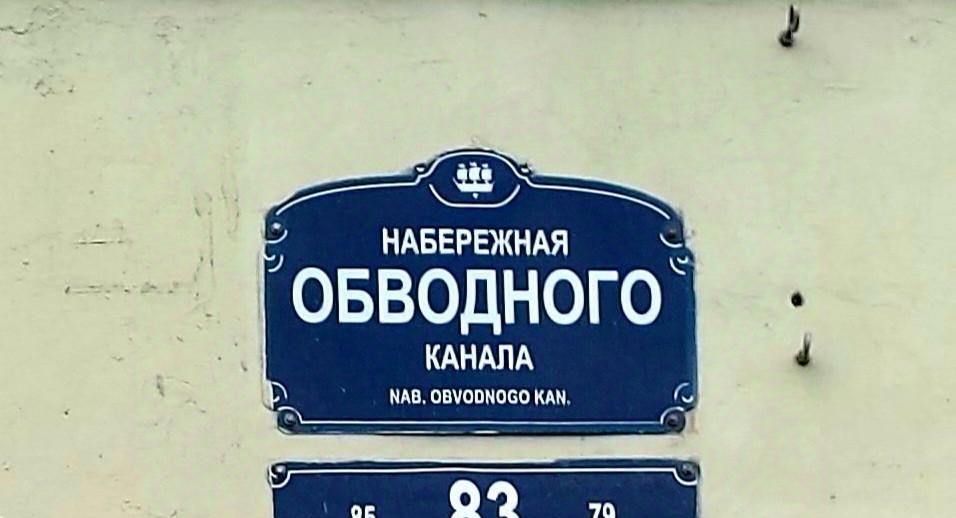 НАБЕРЕЖНАЯ
ОБВОДНОГО
КАНАЛА
NAB. OBVODNOGO KAN.
85 83 79